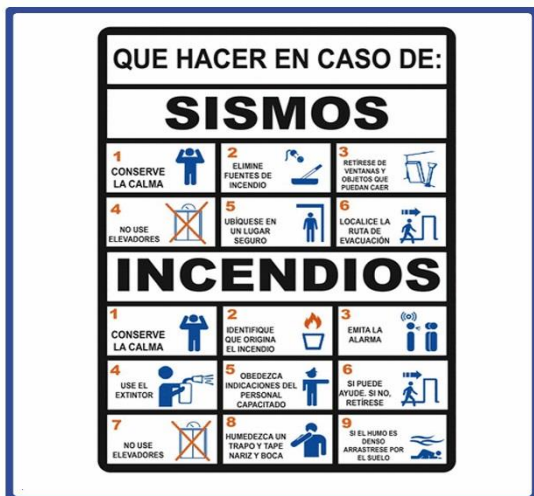 QUE HACER EN CASO DE:
SISMOS
1
CONSERVE
LA CALMA
2
ELIMINE
FUENTES DE
INCENDIO
3
RETÍRESE DE
VENTANAS Y
OBJETOS QUE
PUEDAN CAER
4
NO USE
ELEVADORES
5
UBÍQUESE EN
UN LUGAR
SEGURO
6
LOCALICE LA
RUTA DE
EVACUACIÓN
INCENDIOS
1
CONSERVE
LA CALMA
2
IDENTIFIQUE
QUE ORIGINA
EL INCENDIO
3
EMITA LA
ALARMA
4
USE EL
EXTINTOR
5
OBEDEZCA
INDICACIONES DEL
PERSONAL
CAPACITADO
6
SI PUEDE
AYUDE. SI NO,
RETÍRESE
7
NO USE
ELEVADORES
8
HUMEDEZCA UN
TRAPO Y TAPE
NARIZ Y BOCA
9
SI EL HUMO ES
DENSO
ARRASTRESE POR
EL SUELO